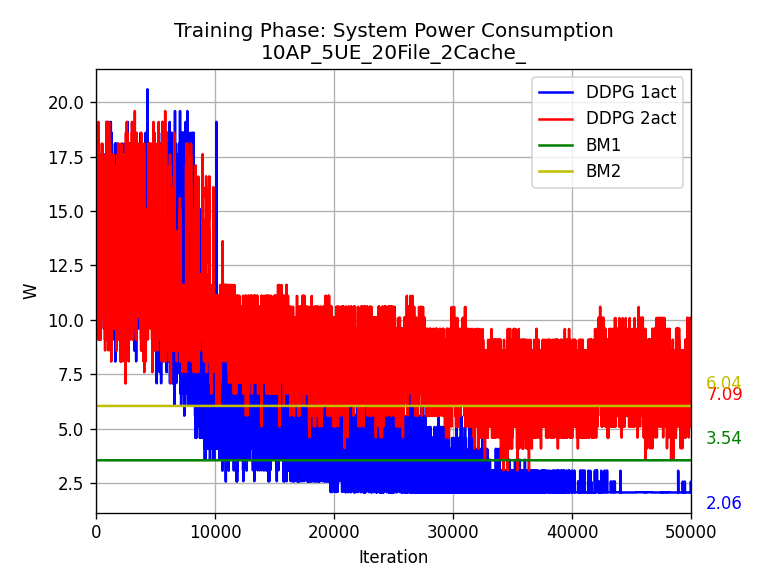 Training Phase: System Power Consumption
10AP_5UE_20File_2Cache_
20.0
17.5
15.0
12.5
10.0
7.5
5.0
2.5
W
DDPG 1act
DDPG 2act
BM1
BM2
6.04
7.09
3.54
2.06
0
10000
20000
30000
40000
50000
Iteration